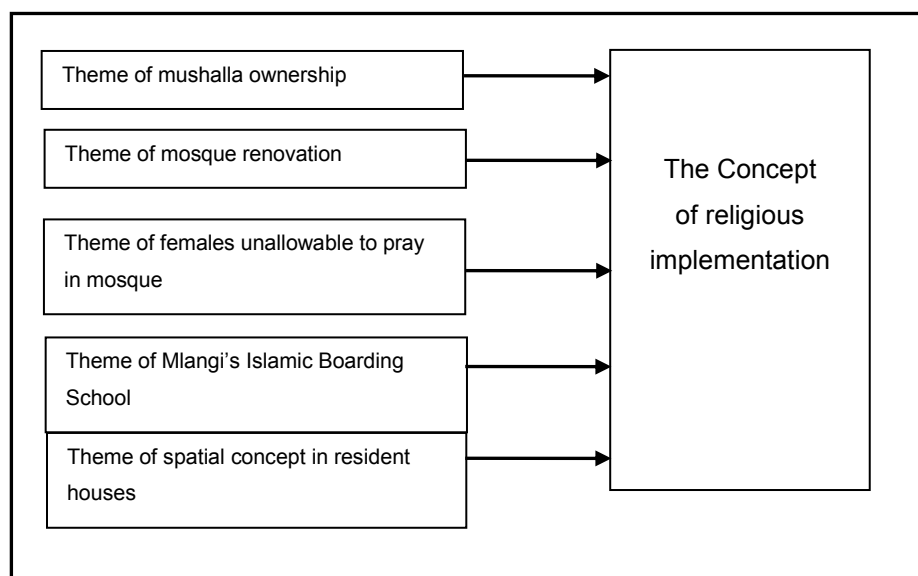 Theme of mushalla ownership
Theme of mosque renovation
Theme of females unallowable to pray
in mosque
Theme of Mlangi's Islamic Boarding
School
Theme of spatial concept in resident
houses
The Concept
of religious
implementation